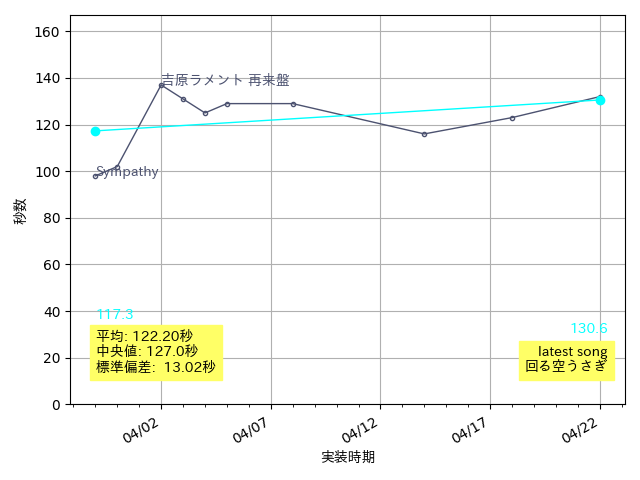 160
140
120
100
80
60
40
20
0
秒数
吉原ラメント 再来盤
Sympathy
117.3
平均: 122.20秒
中央値: 127.0秒
標準偏差: 13.02秒
130.6
latest song
回る空うさぎ
04/02
04/07
04/12
04/17
04/22
実装時期